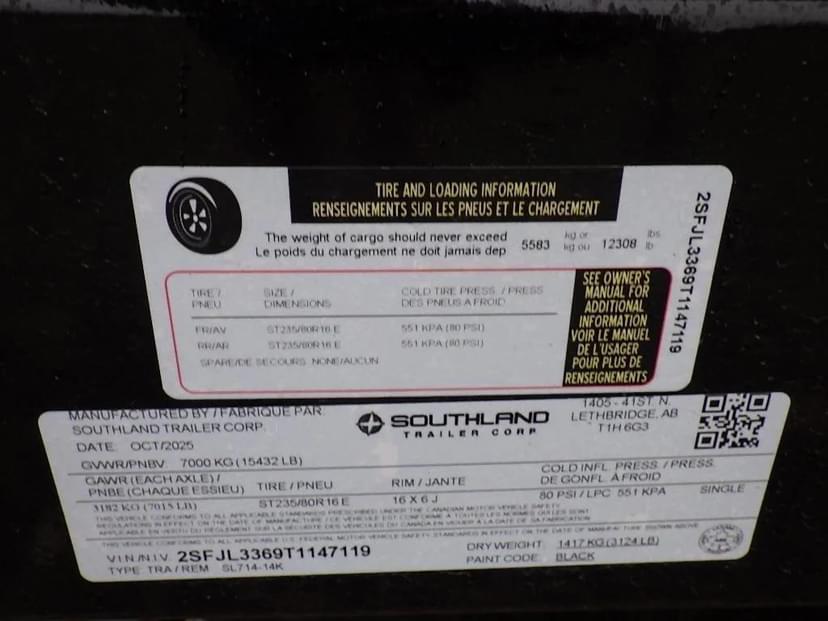 TIRE AND LOADING INFORMATION
RENSEIGNEMENTS SUR LES PNEUS ET LE CHARGEMENT
The weight of cargo should never exceed 5583 kg or 12308 lbs
Le poids du chargement ne doit jamais dep kg ou lb
TIRE / SIZE / COLD TIRE PRESS. / PRESS
PNEU DIMENSIONS DES PNEUS A FROID
FR/AV ST235/80R16 E 551 KPA (80 PSI)
RR/AR ST235/80R16 E 551 KPA (80 PSI)
SPARE/DE SECOURS NONE/AUCUN
SEE OWNER'S
MANUAL FOR
ADDITIONAL
INFORMATION
VOIR LE MANUEL
DE L'USAGER
POUR PLUS DE
RENSEIGNEMENTS
2SFJL3369T1147119
MANUFACTURED BY / FABRIQUE PAR:
SOUTHLAND TRAILER CORP.
SOUTHLAND
TRAILER CORP.
1405 - 41ST. N.
LETHBRIDGE, AB
T1H 6G3
DATE: OCT/2025
GVWR/PNBV 7000 KG (15432 LB)
GAWR (EACH AXLE) / TIRE / PNEU RIM / JANTE COLD INFL. PRESS. / PRESS.
PNBE (CHAQUE ESSIEU) DE GONFL. À FROID
3182 KG (7015 LB) ST235/80R16 E 16 X 6 J 80 PSI / LPC 551 KPA SINGLE
V I N / N I V 2SFJL3369T1147119
DRY WEIGHT: 1417 KG (3124 LB)
TYPE: TRA / REM SL714-14K
PAINT CODE: BLACK